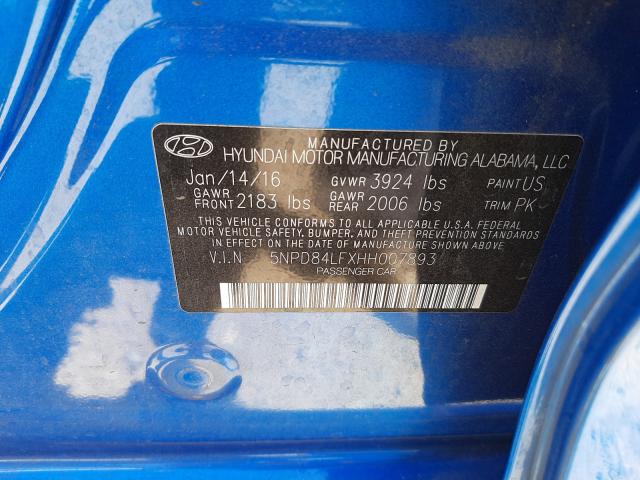 MANUFACTURED BY
HYUNDAI MOTOR MANUFACTURING ALABAMA, LLC
Jan/14/16 GVWR 3924 lbs PAINT US
GAWR FRONT 2183 lbs GAWR REAR 2006 lbs TRIM PK
THIS VEHICLE CONFORMS TO ALL APPLICABLE U.S.A. FEDERAL
MOTOR VEHICLE SAFETY, BUMPER, AND THEFT PREVENTION STANDARDS
IN EFFECT ON THE DATE OF MANUFACTURE SHOWN ABOVE
V.I.N 5NPD84LFXHH007893
PASSENGER CAR